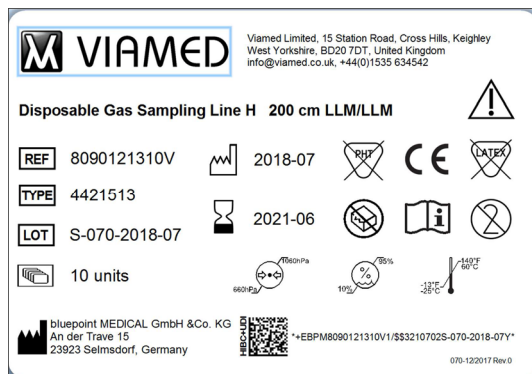 VIAMED
Viamed Limited, 15 Station Road, Cross Hills, Keighley
West Yorkshire, BD20 7DT, United Kingdom
info@viamed.co.uk, +44(0)1535 634542
Disposable Gas Sampling Line H 200 cm LLM/LLM
REF 8090121310V 2018-07 PHT CE LATEX
TYPE 4421513
2021-06 2
LOT S-070-2018-07
10 units
660hPa 1060hPa
10% % 95%
-13°F -25°C 140°F 60°C
bluepoint MEDICAL GmbH &Co. KG
An der Trave 15
23923 Selmsdorf, Germany
HIBC+UDI
*+EBPM8090121310V1/$$3210702S-070-2018-07Y*
070-12/2017 Rev.0